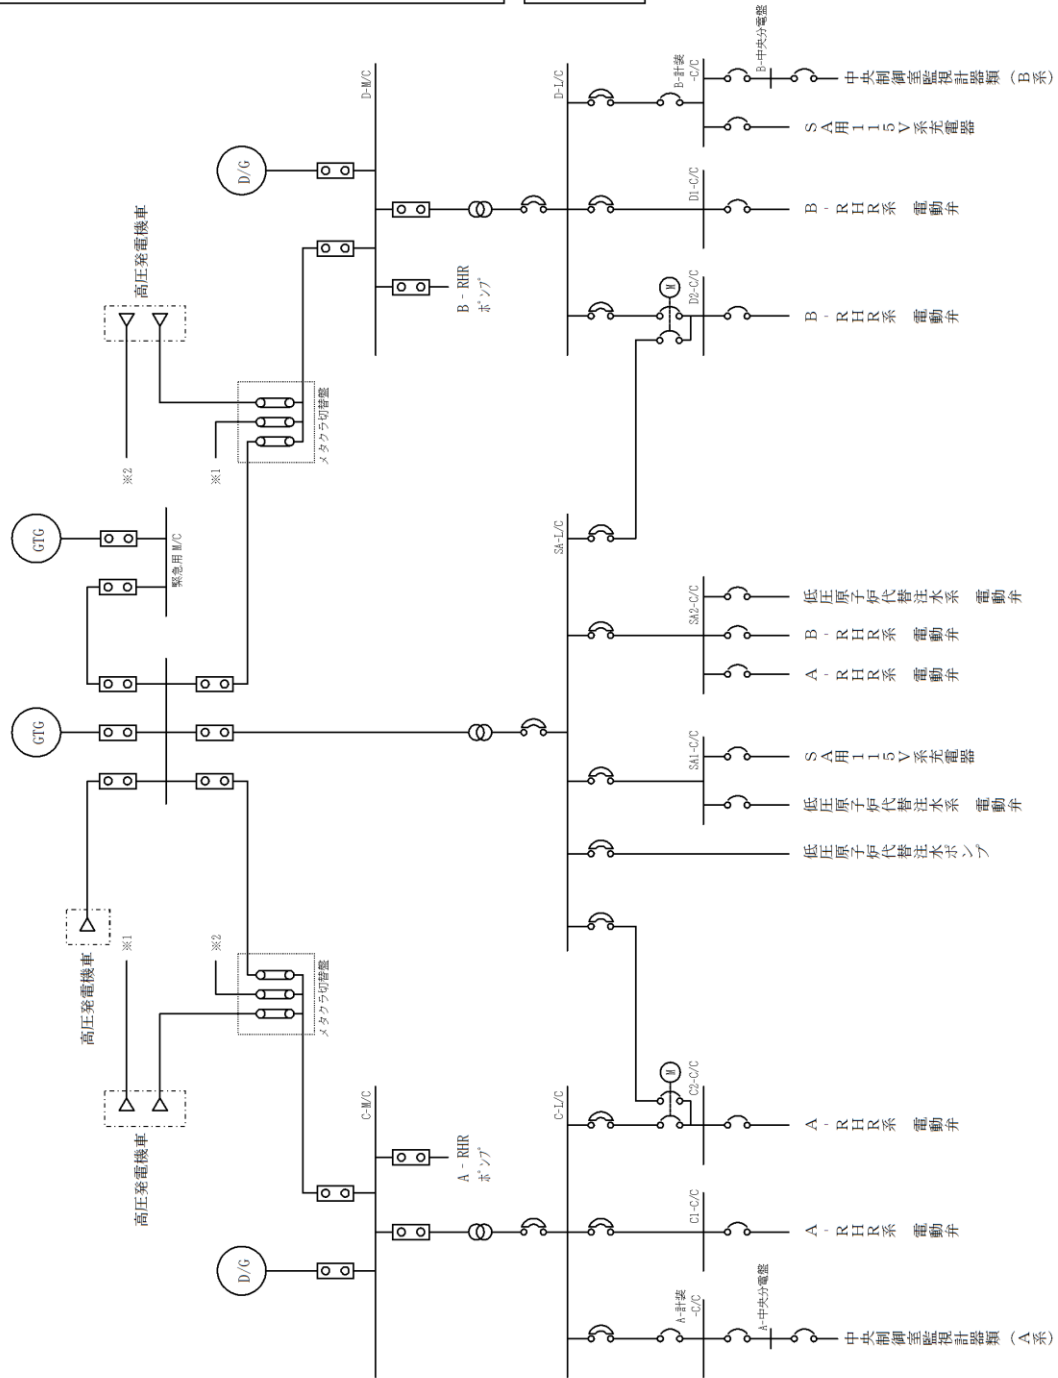 B-中央分電盤
D-M/C
D-L/C
B-計装
-C/C
中央制御室監視計器類（B系）
SA用115V系充電器
D/G
D1-C/C
B-RHR系 電動弁
高圧発電機車
B-RHR
ポンプ
M
D2-C/C
B-RHR系 電動弁
メタクラ切替盤
※2
※1
GTG
緊急用 M/C
SA-L/C
SA2-C/C
低圧原子炉代替注水系 電動弁
B-RHR系 電動弁
A-RHR系 電動弁
GTG
SA1-C/C
SA用115V系充電器
低圧原子炉代替注水系 電動弁
低圧原子炉代替注水ポンプ
高圧発電機車
※1
※2
メタクラ切替盤
高圧発電機車
C-M/C
C-L/C
M
C2-C/C
A-RHR系 電動弁
A-RHR
ポンプ
C1-C/C
A-RHR系 電動弁
D/G
A-計装
-C/C
A-中央分電盤
中央制御室監視計器類（A系）